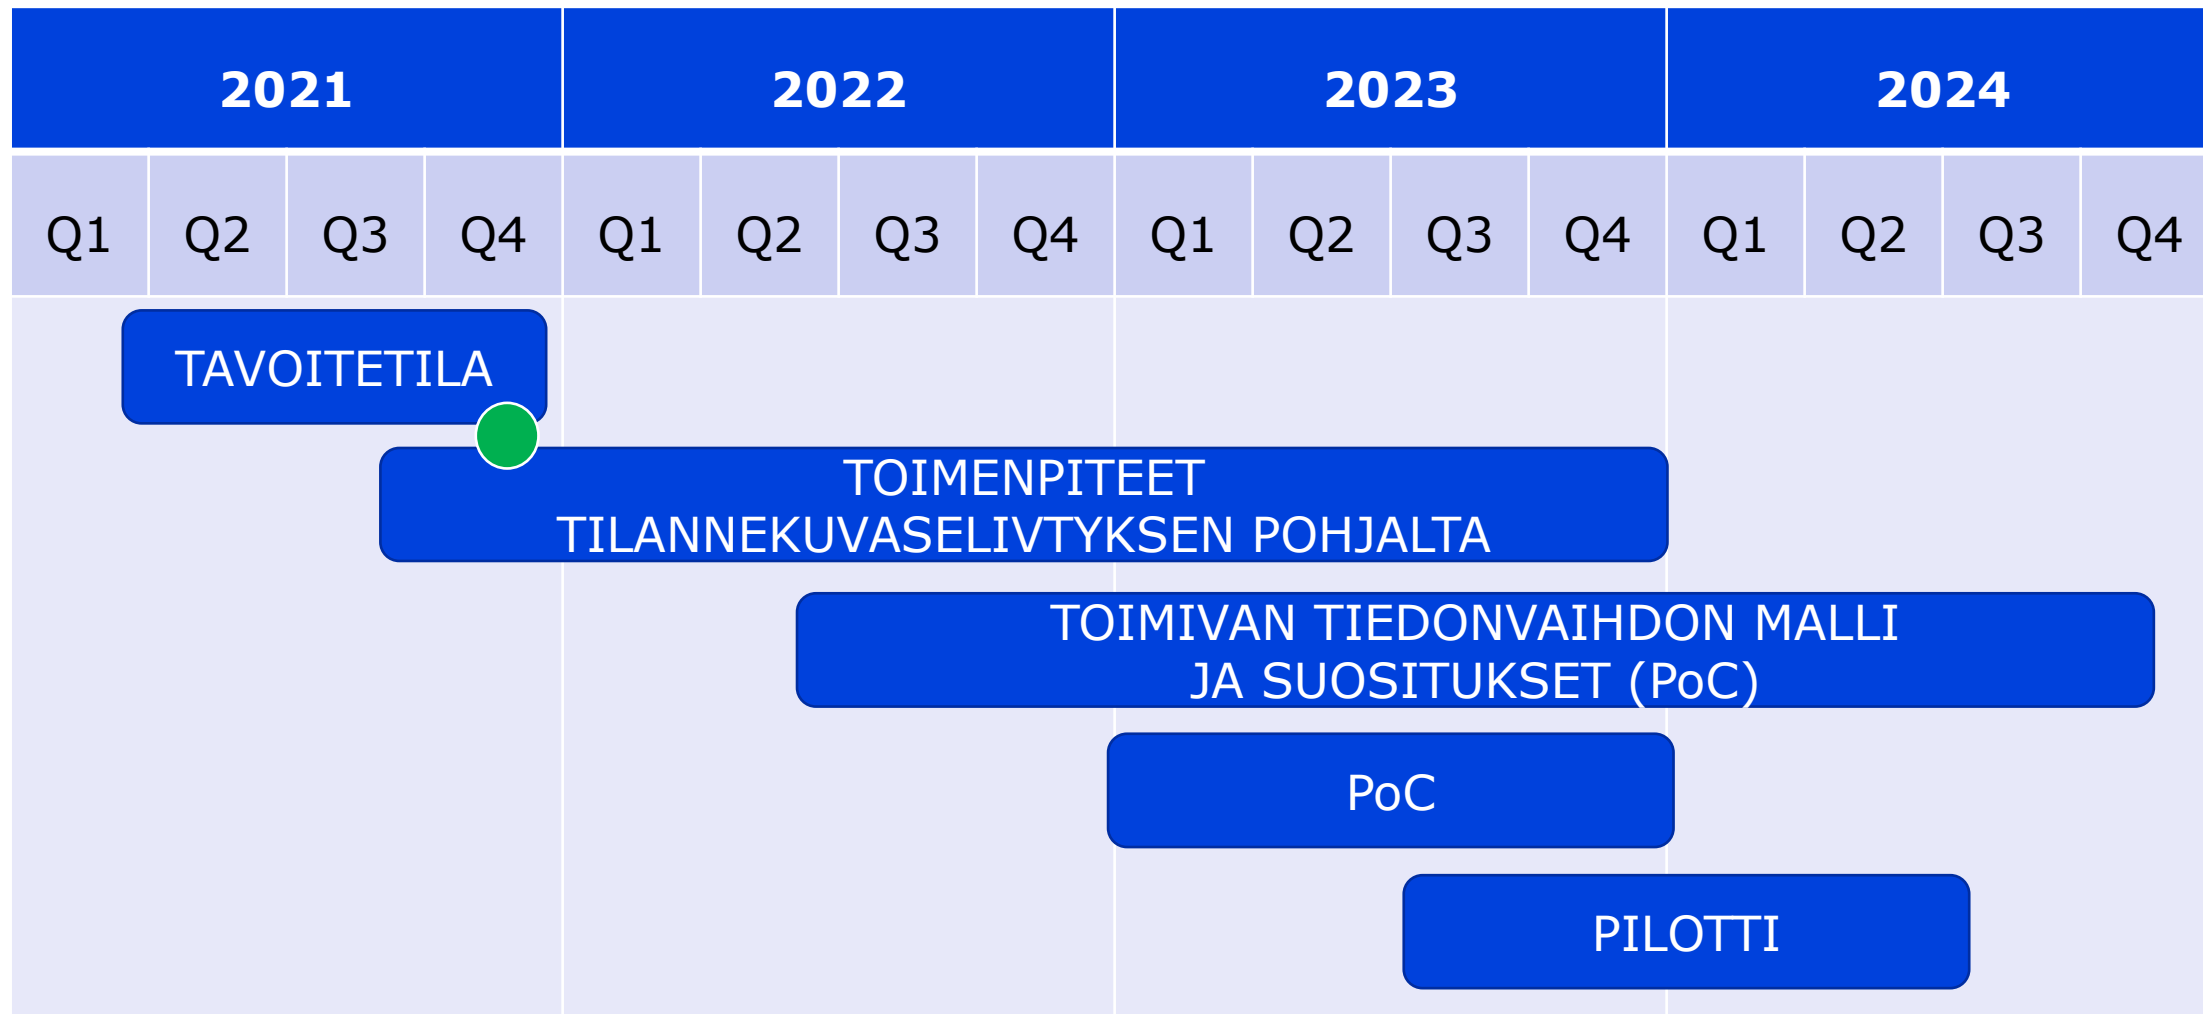 2021 2022 2023 2024
Q1 Q2 Q3 Q4 Q1 Q2 Q3 Q4 Q1 Q2 Q3 Q4 Q1 Q2 Q3 Q4
TAVOITETILA
TOIMENPITEET
TILANNEKUVASELIVTYKSEN POHJALTA
TOIMIVAN TIEDONVAIHDON MALLI
JA SUOSITUKSET (PoC)
PoC
PILOTTI